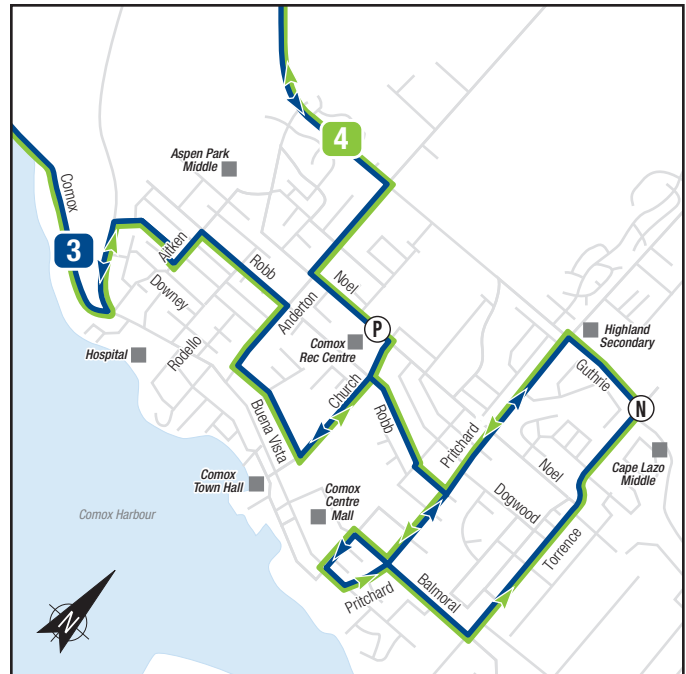 4
Aspen Park
Middle
Comox
3
Aitken
Robb
Noel
Downey
Anderton
P
Comox
Rec Centre
Highland
Secondary
Hospital
Rodello
Guthrie
Church
Buena Vista
Robb
N
Pritchard
Noel
Cape Lazo
Middle
Comox
Town Hall
Comox
Centre
Mall
Dogwood
Comox Harbour
Torrence
Pritchard
Balmoral
N